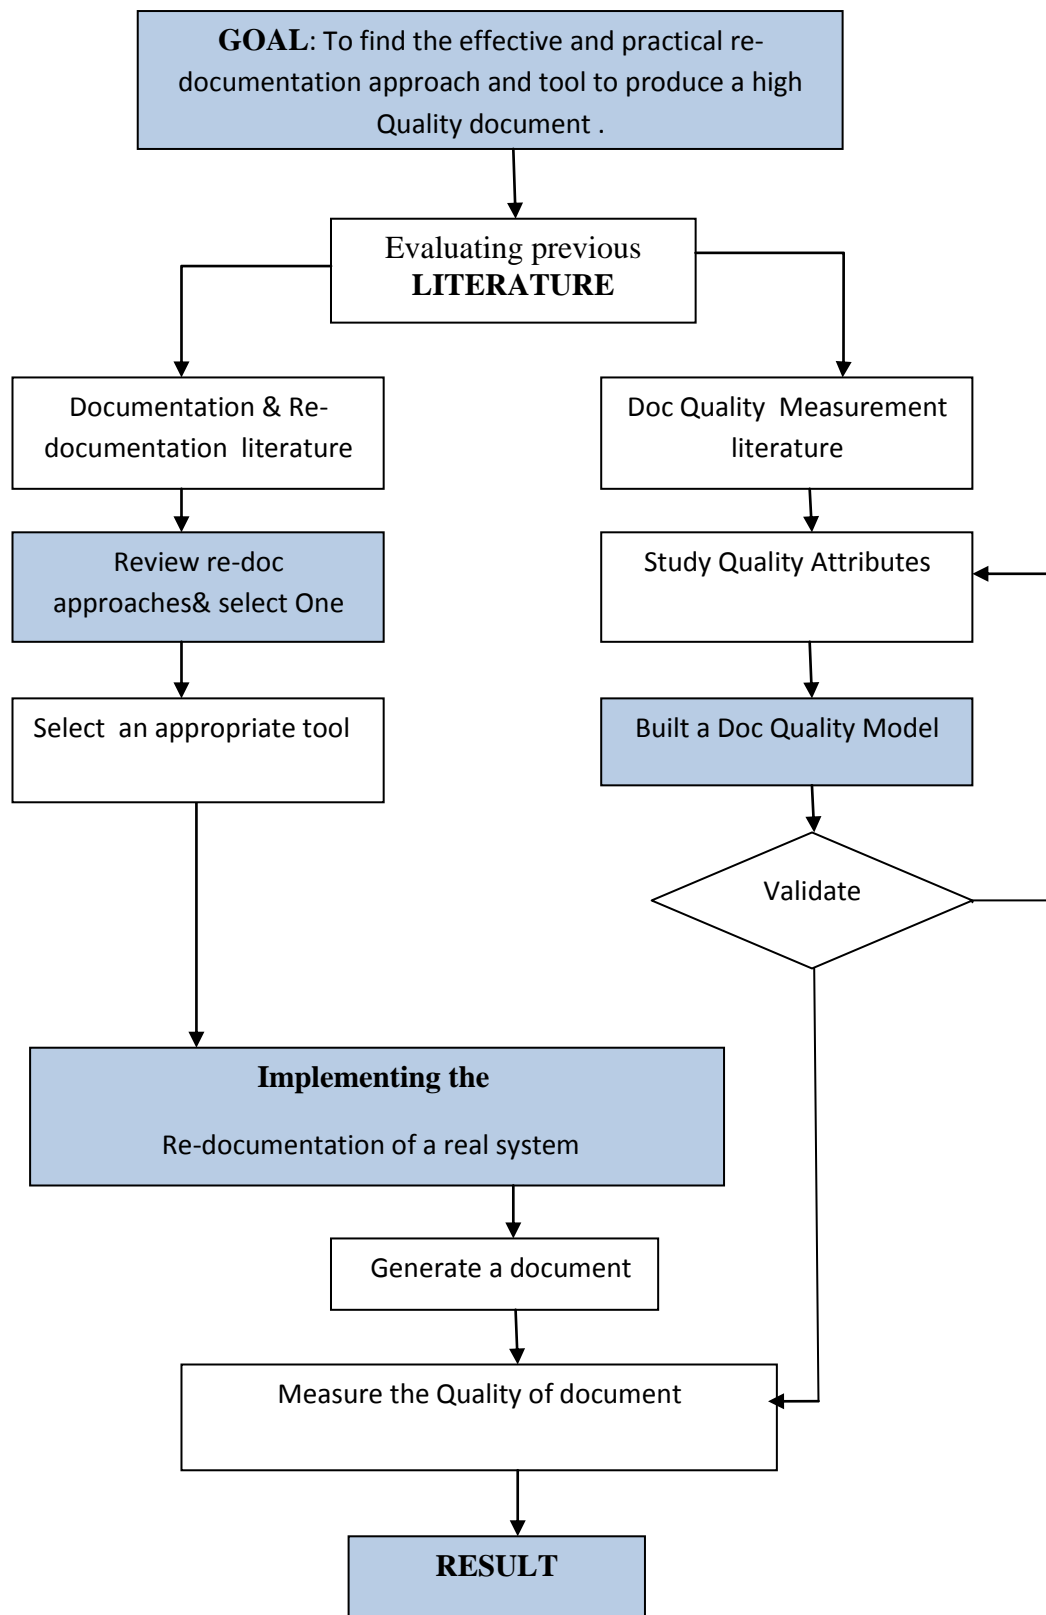 GOAL: To find the effective and practical re-
documentation approach and tool to produce a high
Quality document .
Evaluating previous
LITERATURE
Documentation & Re-
documentation literature
Doc Quality Measurement
literature
Review re-doc
approaches& select One
Study Quality Attributes
Select an appropriate tool
Built a Doc Quality Model
Validate
Implementing the
Re-documentation of a real system
Generate a document
Measure the Quality of document
RESULT